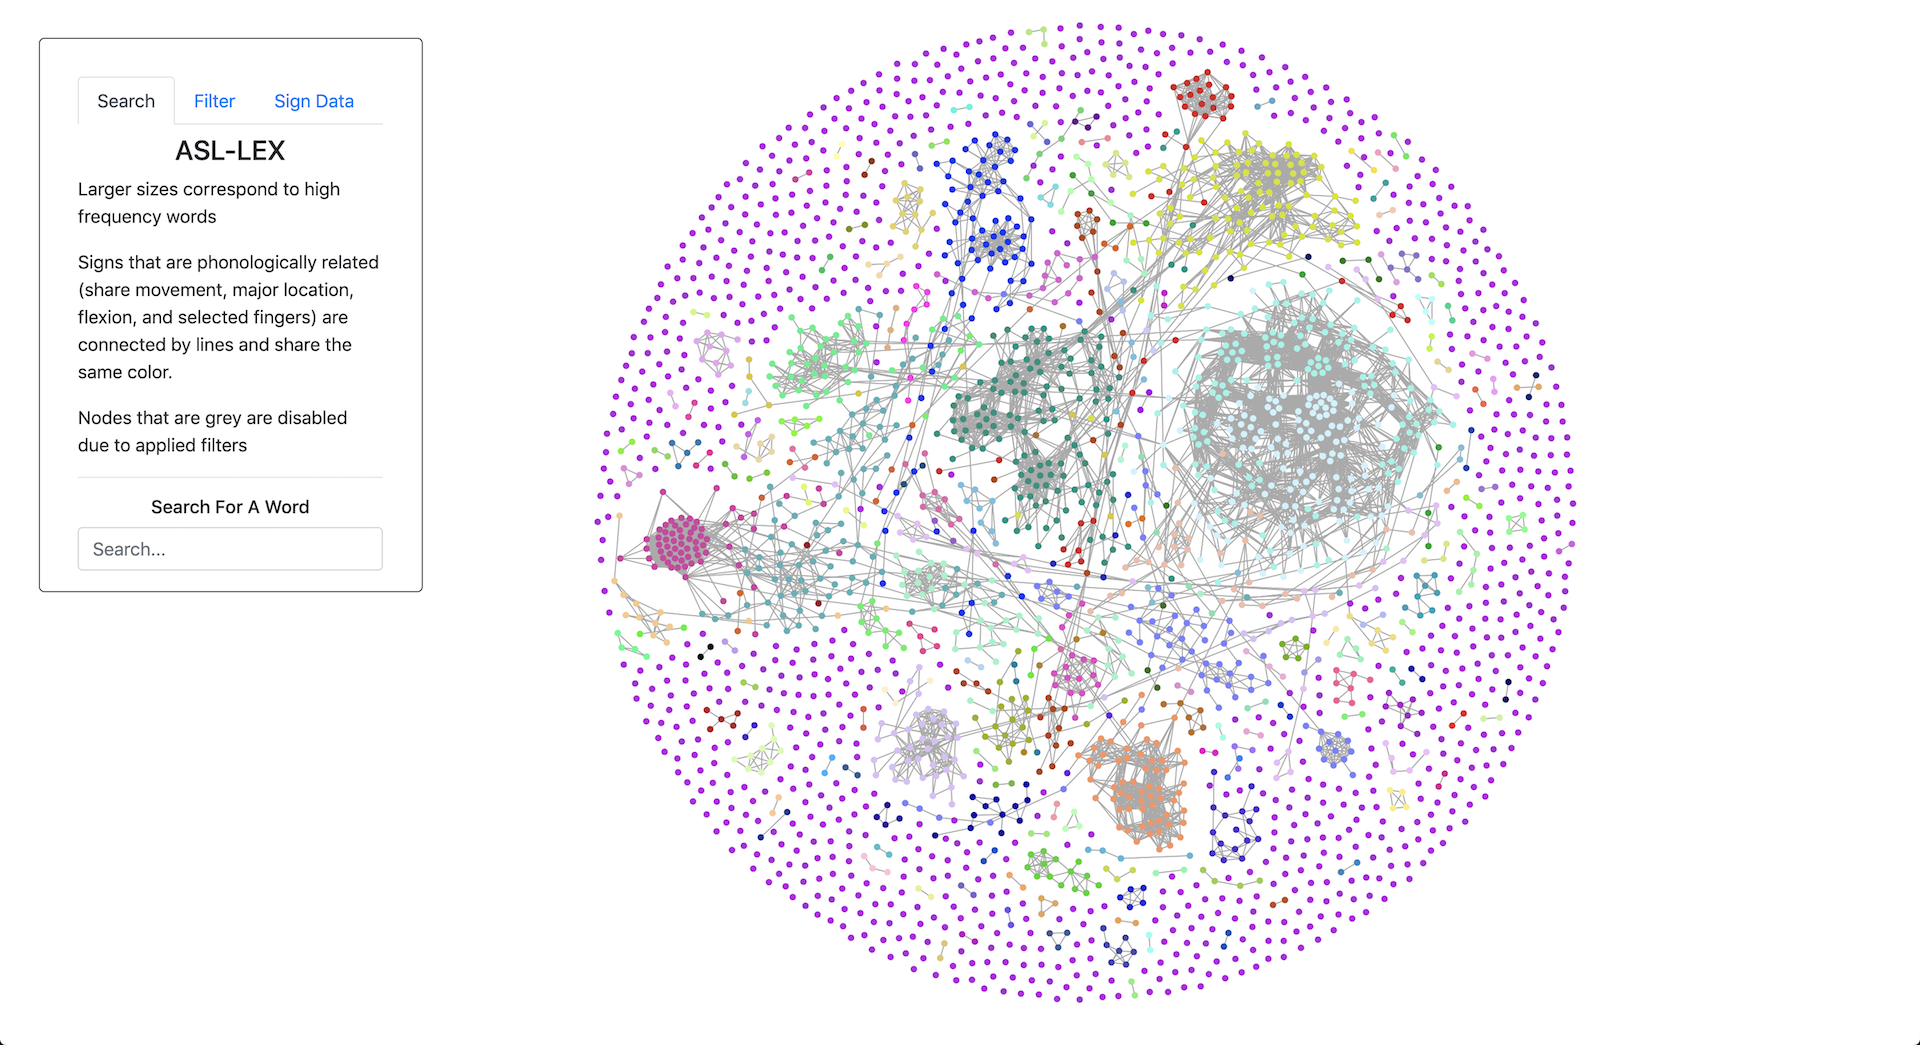 Search Filter Sign Data
ASL-LEX
Larger sizes correspond to high
frequency words
Signs that are phonologically related
(share movement, major location,
flexion, and selected fingers) are
connected by lines and share the
same color.
Nodes that are grey are disabled
due to applied filters
Search For A Word
Search...